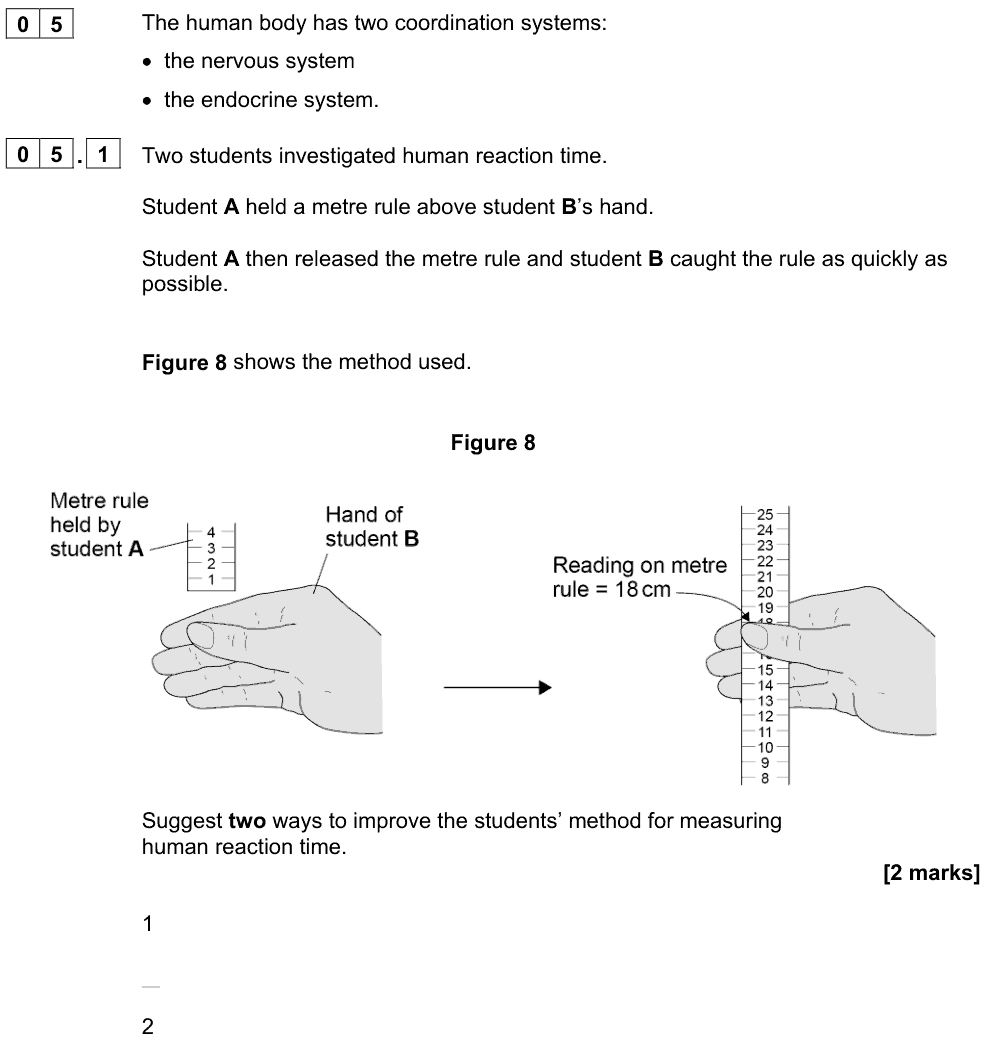 0 5 The human body has two coordination systems:
• the nervous system
• the endocrine system.
0 5 . 1 Two students investigated human reaction time.
Student A held a metre rule above student B's hand.
Student A then released the metre rule and student B caught the rule as quickly as
possible.
Figure 8 shows the method used.
Figure 8
Metre rule
held by
student A
4
3
2
1
Hand of
student B
Reading on metre
rule = 18 cm
25
24
23
22
21
20
19
18
15
14
13
12
11
10
9
8
Suggest two ways to improve the students' method for measuring
human reaction time.
[2 marks]
1
2